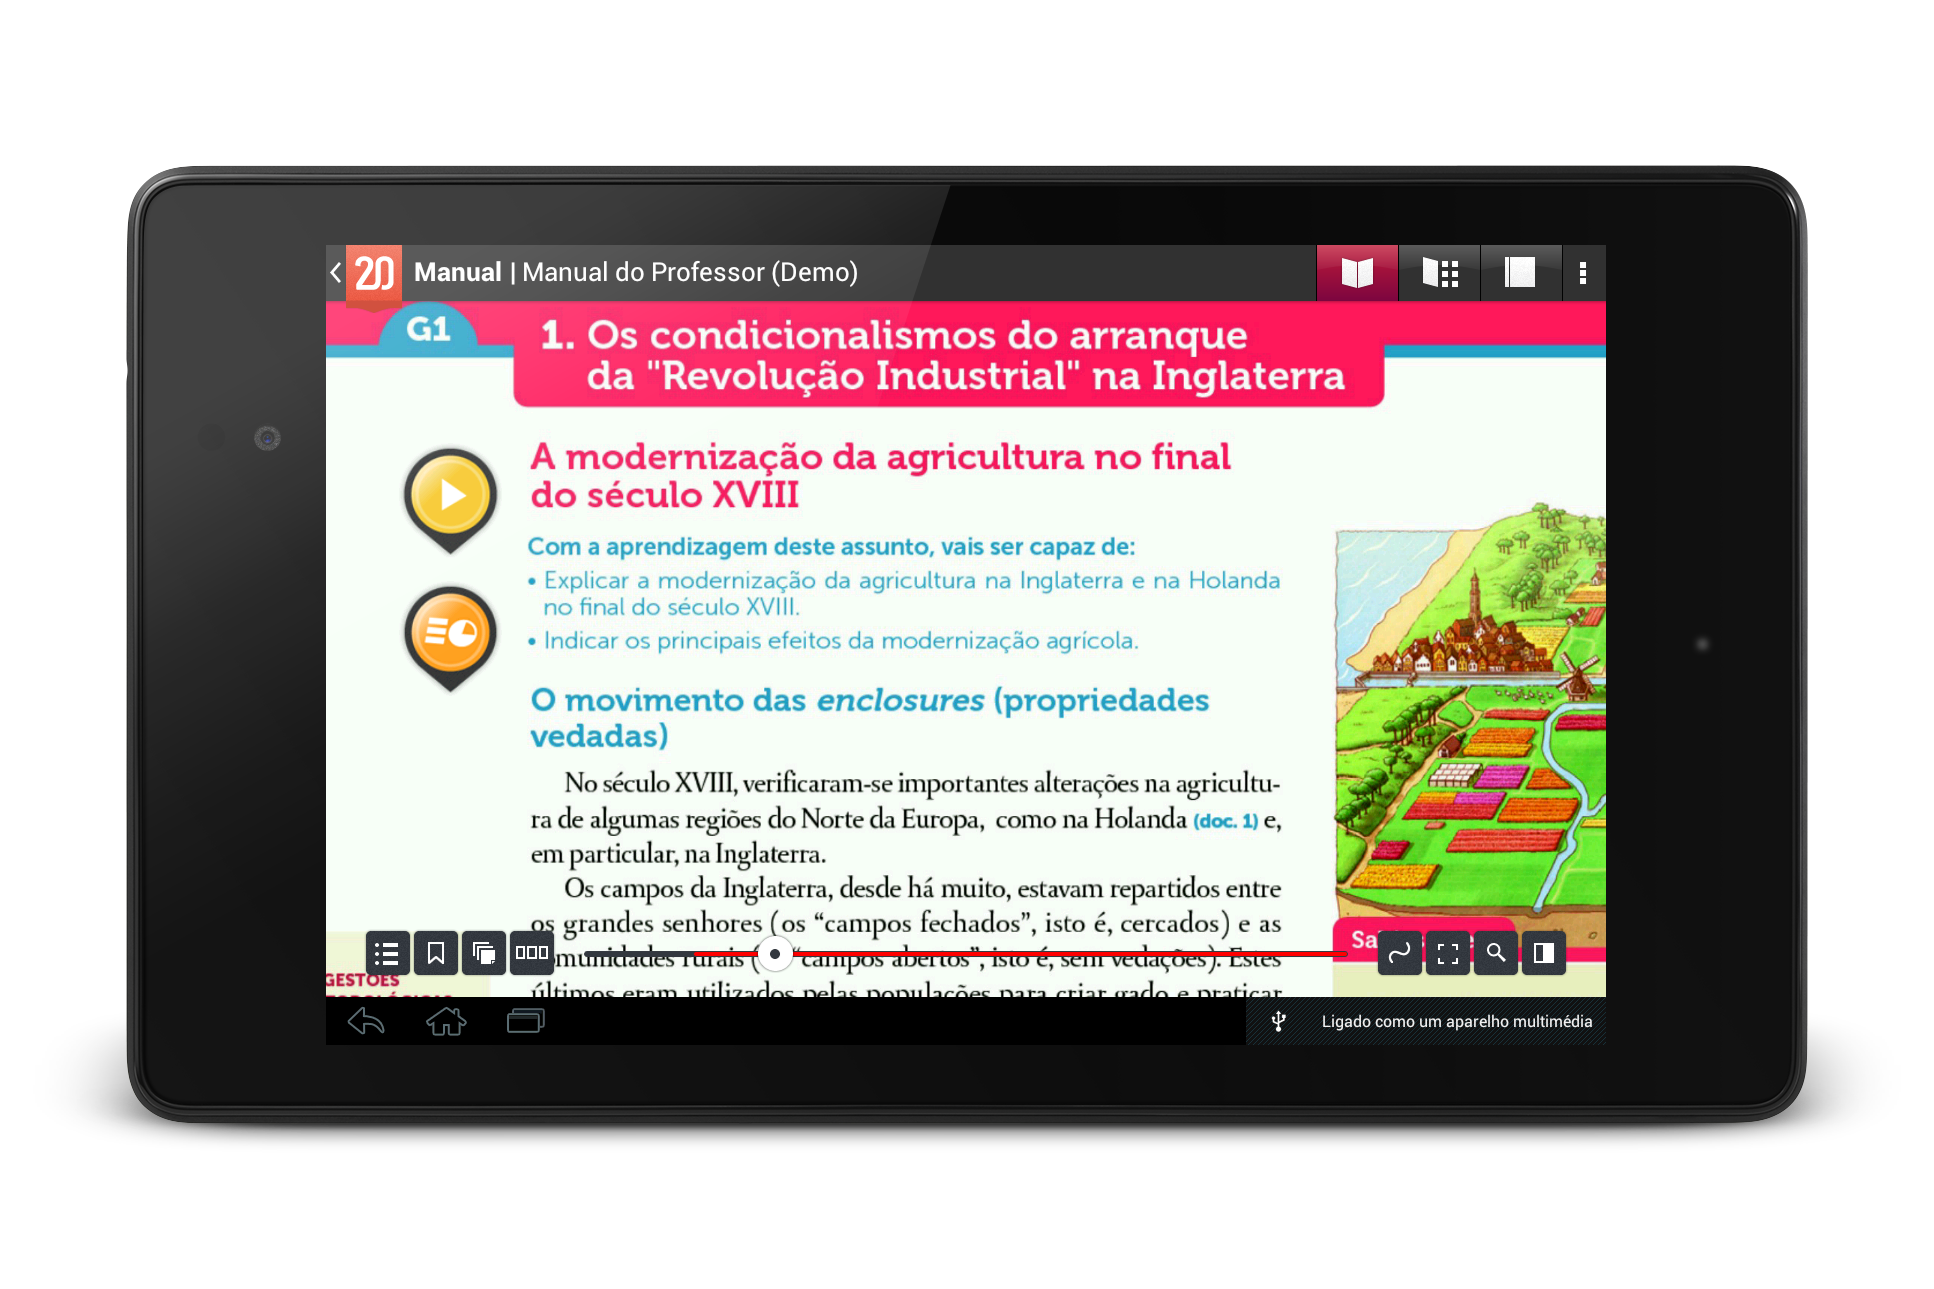 20 Manual | Manual do Professor (Demo)
G1
1. Os condicionalismos do arranque
da "Revolução Industrial" na Inglaterra
A modernização da agricultura no final
do século XVIII
Com a aprendizagem deste assunto, vais ser capaz de:
• Explicar a modernização da agricultura na Inglaterra e na Holanda
no final do século XVIII.
• Indicar os principais efeitos da modernização agrícola.
O movimento das enclosures (propriedades
vedadas)
No século XVIII, verificaram-se importantes alterações na agricultu-
ra de algumas regiões do Norte da Europa, como na Holanda (doc. 1) e,
em particular, na Inglaterra.
Os campos da Inglaterra, desde há muito, estavam repartidos entre
os grandes senhores (os “campos fechados”, isto é, cercados) e as
rurais “campos abertos”, isto é, sem vedações). Estes
últimos eram utilizados pelas populações para criar gado e praticar
GESTÕES
Ligado como um aparelho multimédia